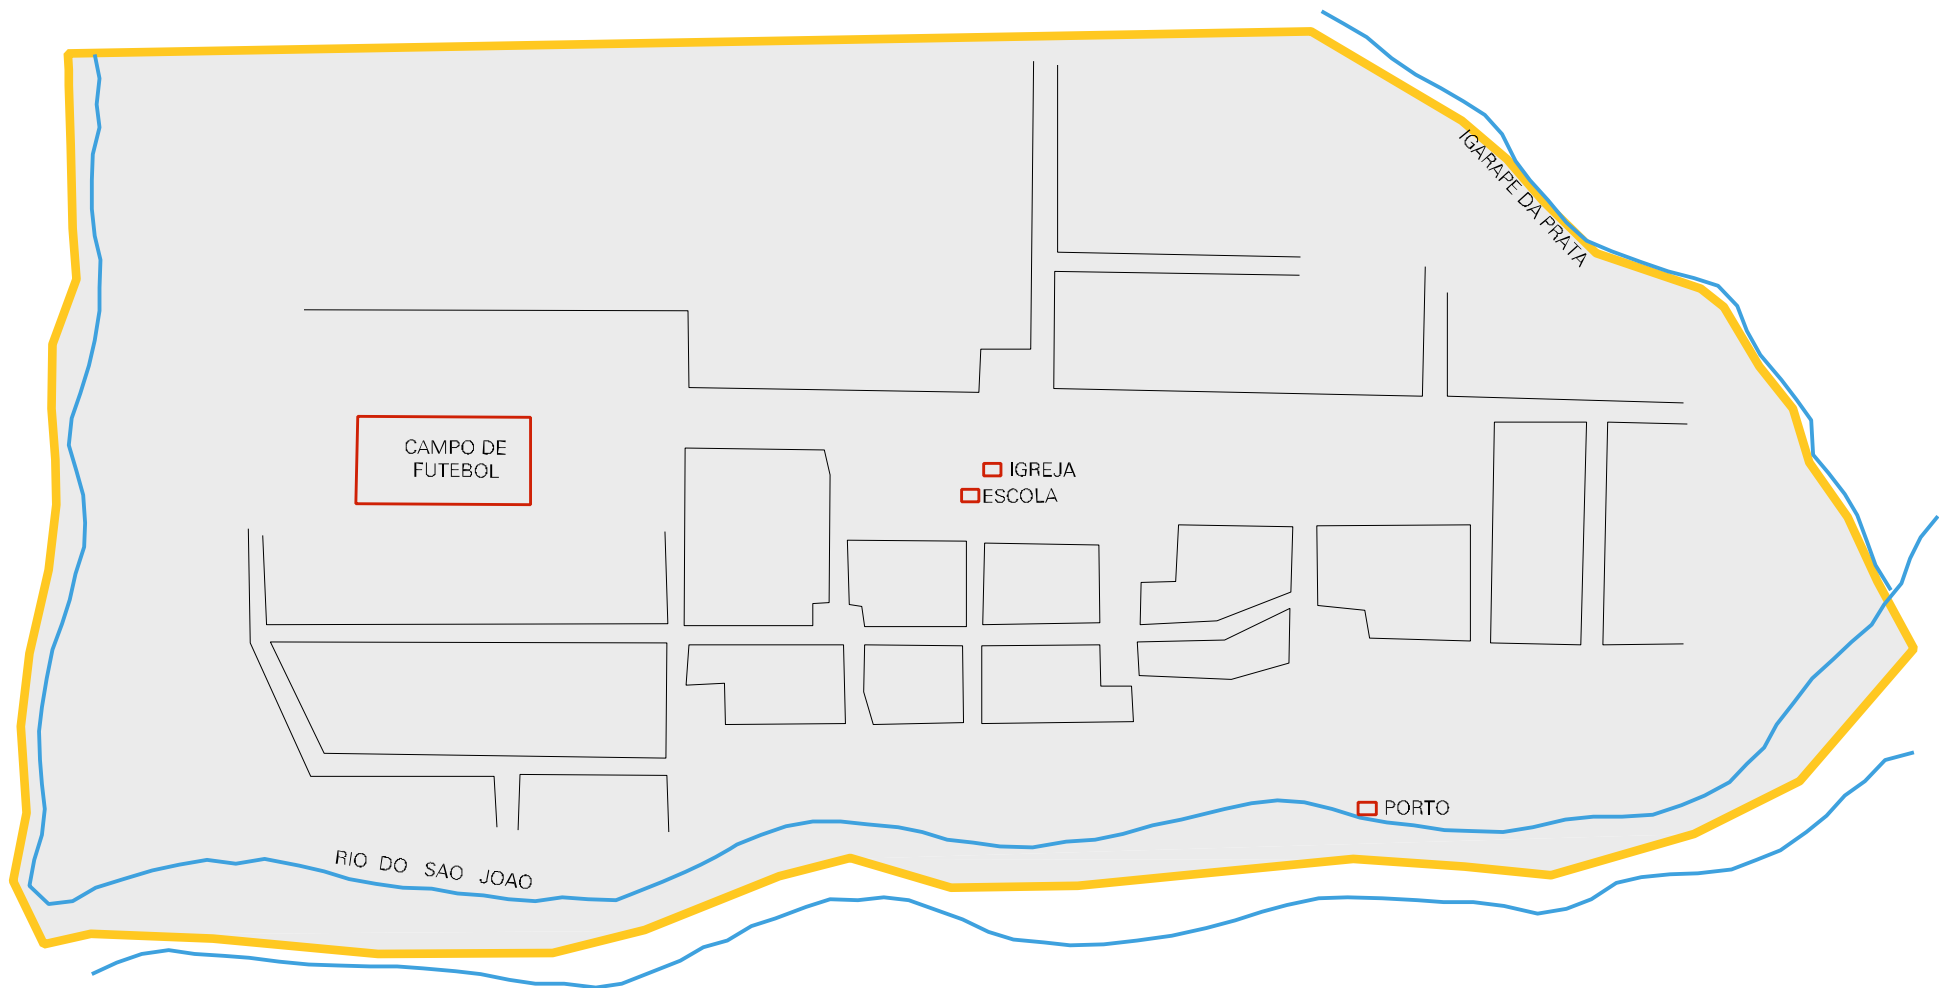 IGARAPE DA PRATA
CAMPO DE
FUTEBOL
IGREJA
ESCOLA
PORTO
RIO DO SAO JOAO